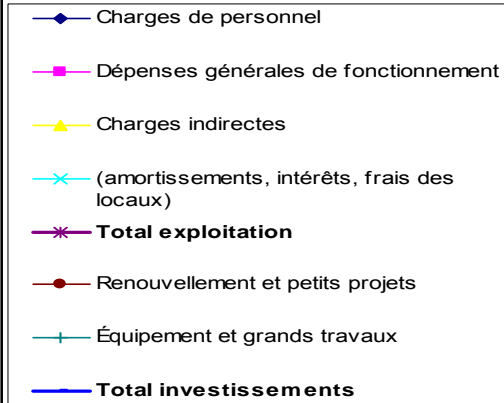 Charges de personnel
Dépenses générales de fonctionnement
Charges indirectes
(amortissements, intérêts, frais des
locaux)
Total exploitation
Renouvellement et petits projets
Équipement et grands travaux
Total investissements